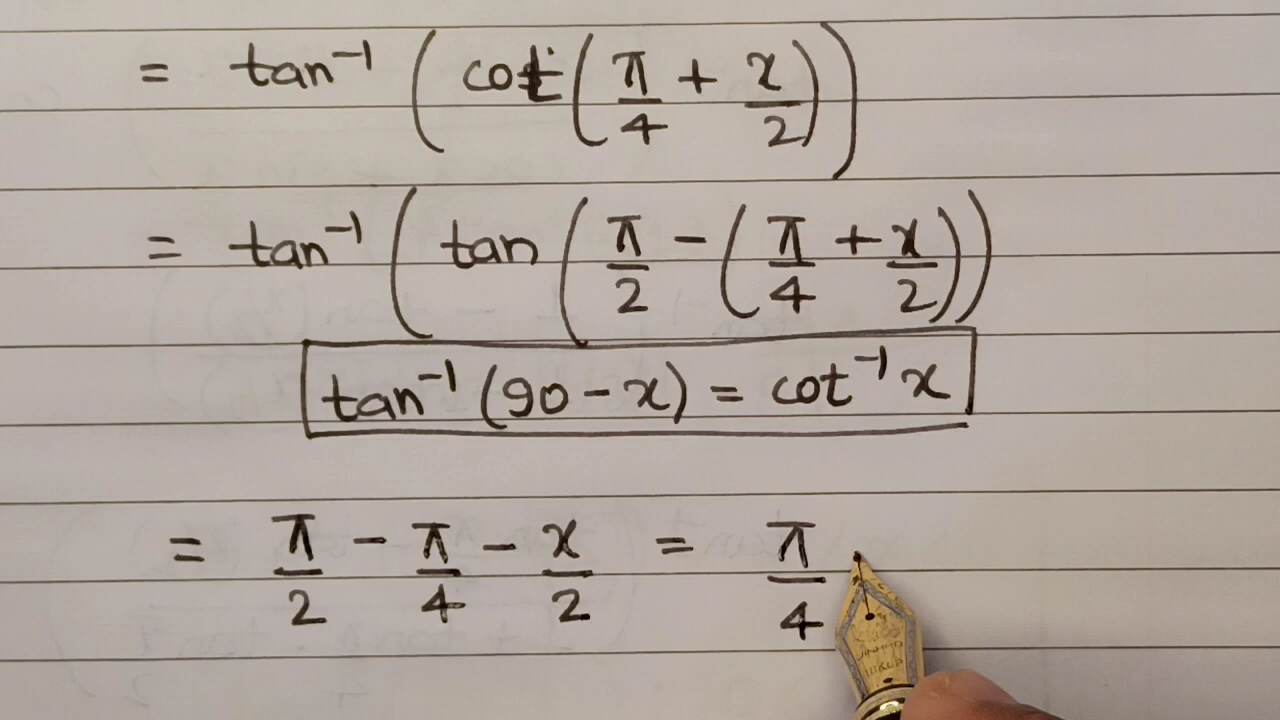 = tan⁻¹ ( cot ( π/4 + x/2 ) )
= tan⁻¹ ( tan ( π/2 - ( π/4 + x/2 ) )
tan⁻¹ (90 - x) = cot⁻¹ x
= π/2 - π/4 - x/2 = π/4